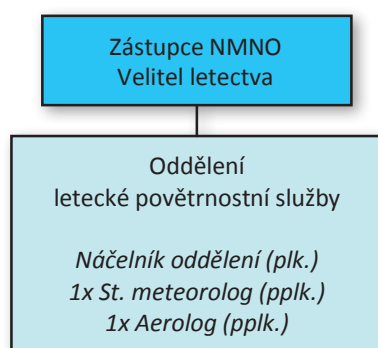 Zástupce NMNO
Velitel letectva
Oddělení
letecké povětrnostní služby
Náčelník oddělení (plk.)
1x St. meteorolog (pplk.)
1x Aerolog (pplk.)